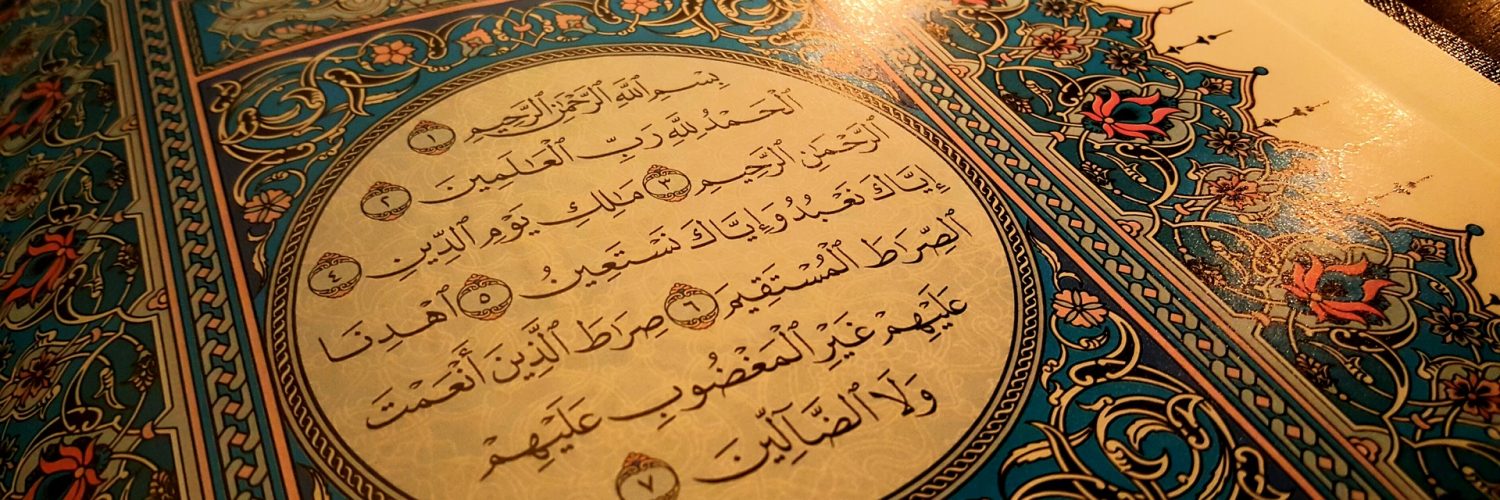 بِسْمِ ٱللَّهِ ٱلرَّحْمَٰنِ ٱلرَّحِيمِ ١
ٱلْحَمْدُ لِلَّهِ رَبِّ ٱلْعَٰلَمِينَ ٢
ٱلرَّحْمَٰنِ ٱلرَّحِيمِ ٣ مَٰلِكِ يَوْمِ ٱلدِّينِ ٤
إِيَّاكَ نَعْبُدُ وَإِيَّاكَ نَسْتَعِينُ ٥ ٱهْدِنَا
ٱلصِّرَٰطَ ٱلْمُسْتَقِيمَ ٦ صِرَٰطَ ٱلَّذِينَ أَنْعَمْتَ
عَلَيْهِمْ غَيْرِ ٱلْمَغْضُوبِ عَلَيْهِمْ
وَلَا ٱلضَّآلِّينَ ٧